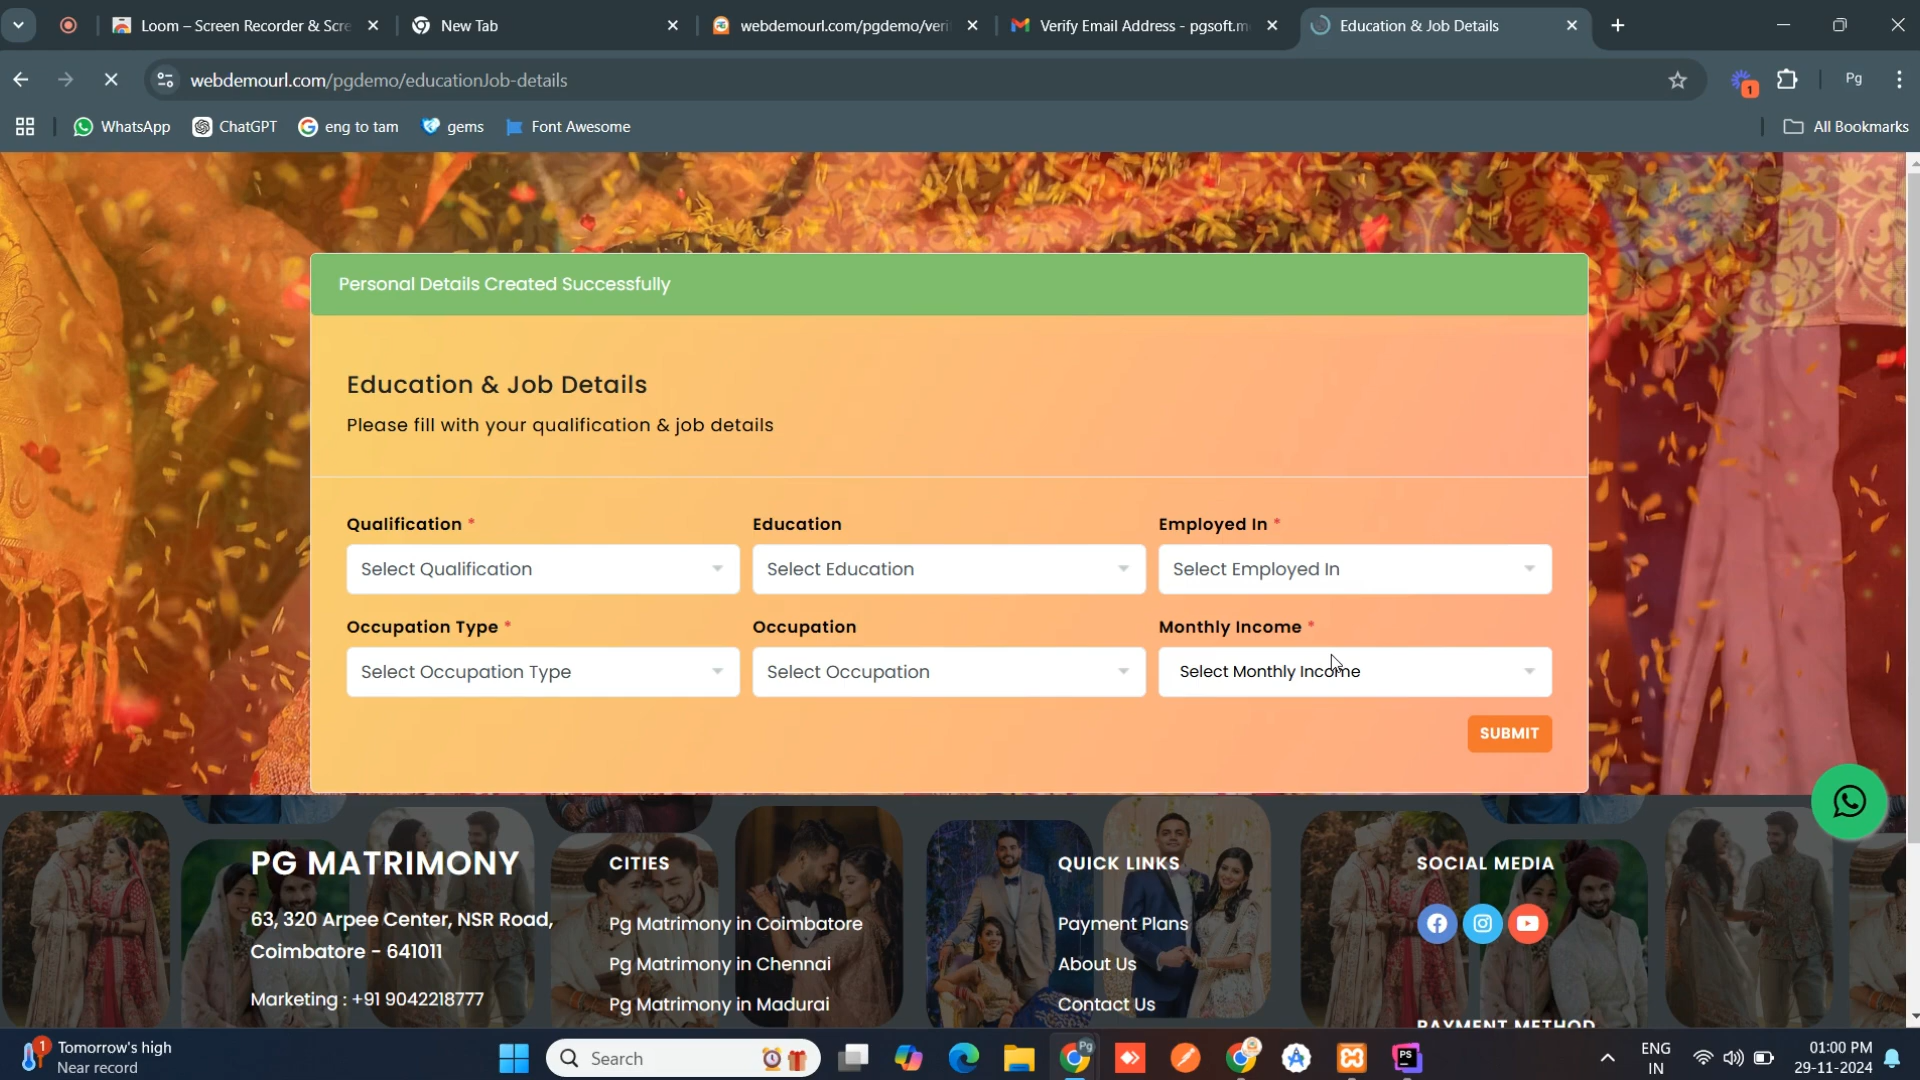 Loom – Screen Recorder & Scre
New Tab
webdemourl.com/pgdemo/veri
Verify Email Address - pgsoft.m
Education & Job Details
webdemourl.com/pgdemo/educationJob-details
1
Pg
WhatsApp
ChatGPT
eng to tam
gems
Font Awesome
All Bookmarks
Personal Details Created Successfully
Education & Job Details
Please fill with your qualification & job details
Qualification *
Education
Employed In *
Select Qualification
Select Education
Select Employed In
Occupation Type *
Occupation
Monthly Income *
Select Occupation Type
Select Occupation
Select Monthly Income
SUBMIT
PG MATRIMONY
63, 320 Arpee Center, NSR Road,
Coimbatore - 641011
Marketing : +91 9042218777
CITIES
Pg Matrimony in Coimbatore
Pg Matrimony in Chennai
Pg Matrimony in Madurai
QUICK LINKS
Payment Plans
About Us
Contact Us
SOCIAL MEDIA
PAYMENT METHOD
1
Tomorrow's high
Near record
Search
Pg
PS
ENG
IN
01:00 PM
29-11-2024